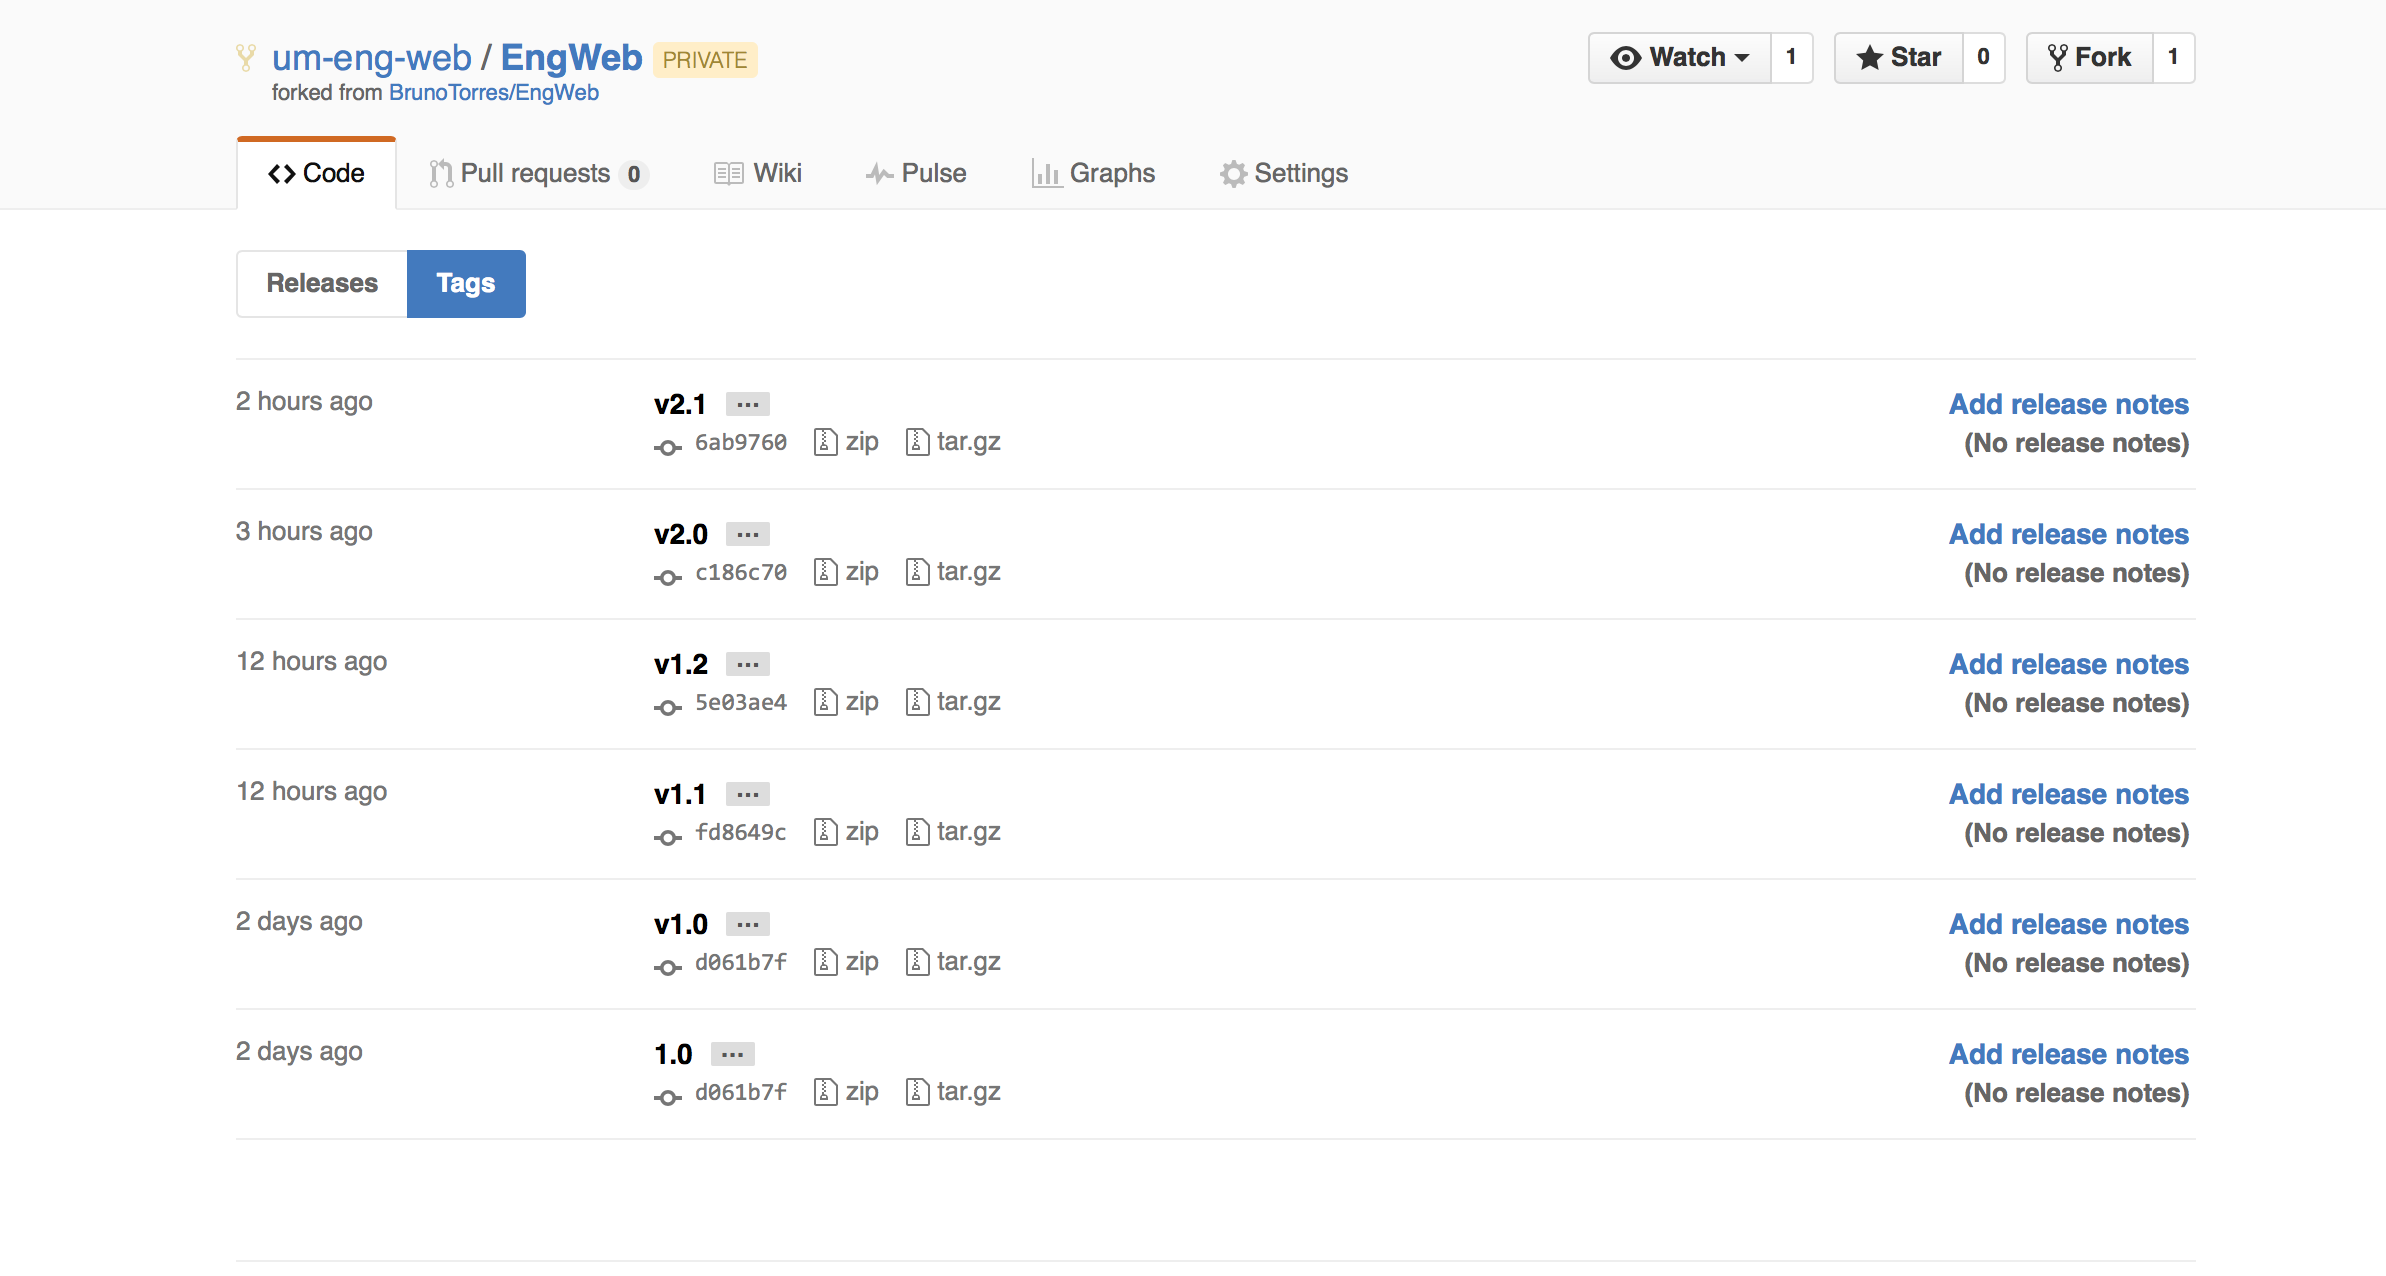 um-eng-web / EngWeb PRIVATE
Watch 1 Star 0 Fork 1
forked from BrunoTorres/EngWeb
Code Pull requests 0 Wiki Pulse Graphs Settings
Releases Tags
2 hours ago v2.1 ... Add release notes
6ab9760 zip tar.gz (No release notes)
3 hours ago v2.0 ... Add release notes
c186c70 zip tar.gz (No release notes)
12 hours ago v1.2 ... Add release notes
5e03ae4 zip tar.gz (No release notes)
12 hours ago v1.1 ... Add release notes
fd8649c zip tar.gz (No release notes)
2 days ago v1.0 ... Add release notes
d061b7f zip tar.gz (No release notes)
2 days ago 1.0 ... Add release notes
d061b7f zip tar.gz (No release notes)